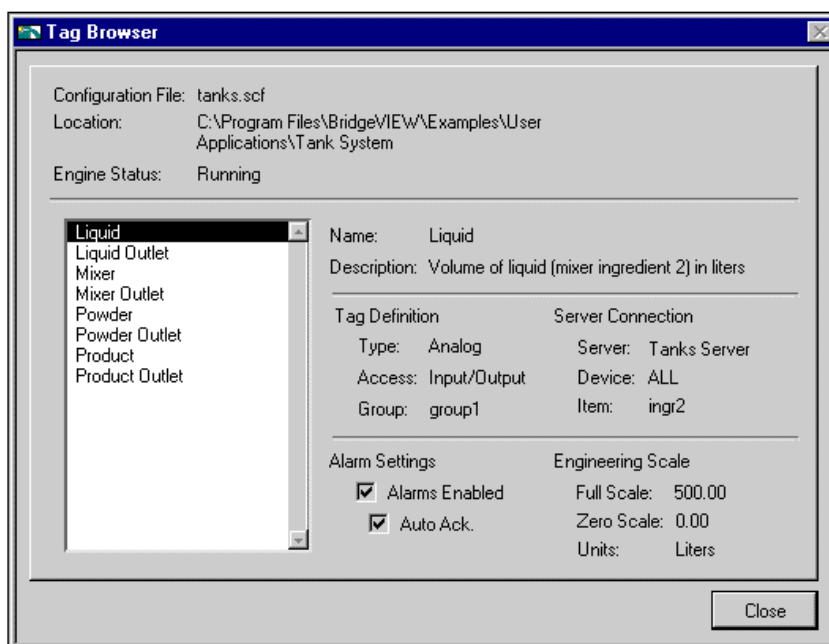 Tag Browser
Configuration File: tanks.scf
Location: C:\Program Files\BridgeVIEW\Examples\User
Applications\Tank System
Engine Status: Running
Liquid
Liquid Outlet
Mixer
Mixer Outlet
Powder
Powder Outlet
Product
Product Outlet
Name: Liquid
Description: Volume of liquid (mixer ingredient 2) in liters
Tag Definition
Type: Analog
Access: Input/Output
Group: group1
Server Connection
Server: Tanks Server
Device: ALL
Item: ingr2
Alarm Settings
Alarms Enabled
Auto Ack.
Engineering Scale
Full Scale: 500.00
Zero Scale: 0.00
Units: Liters
Close